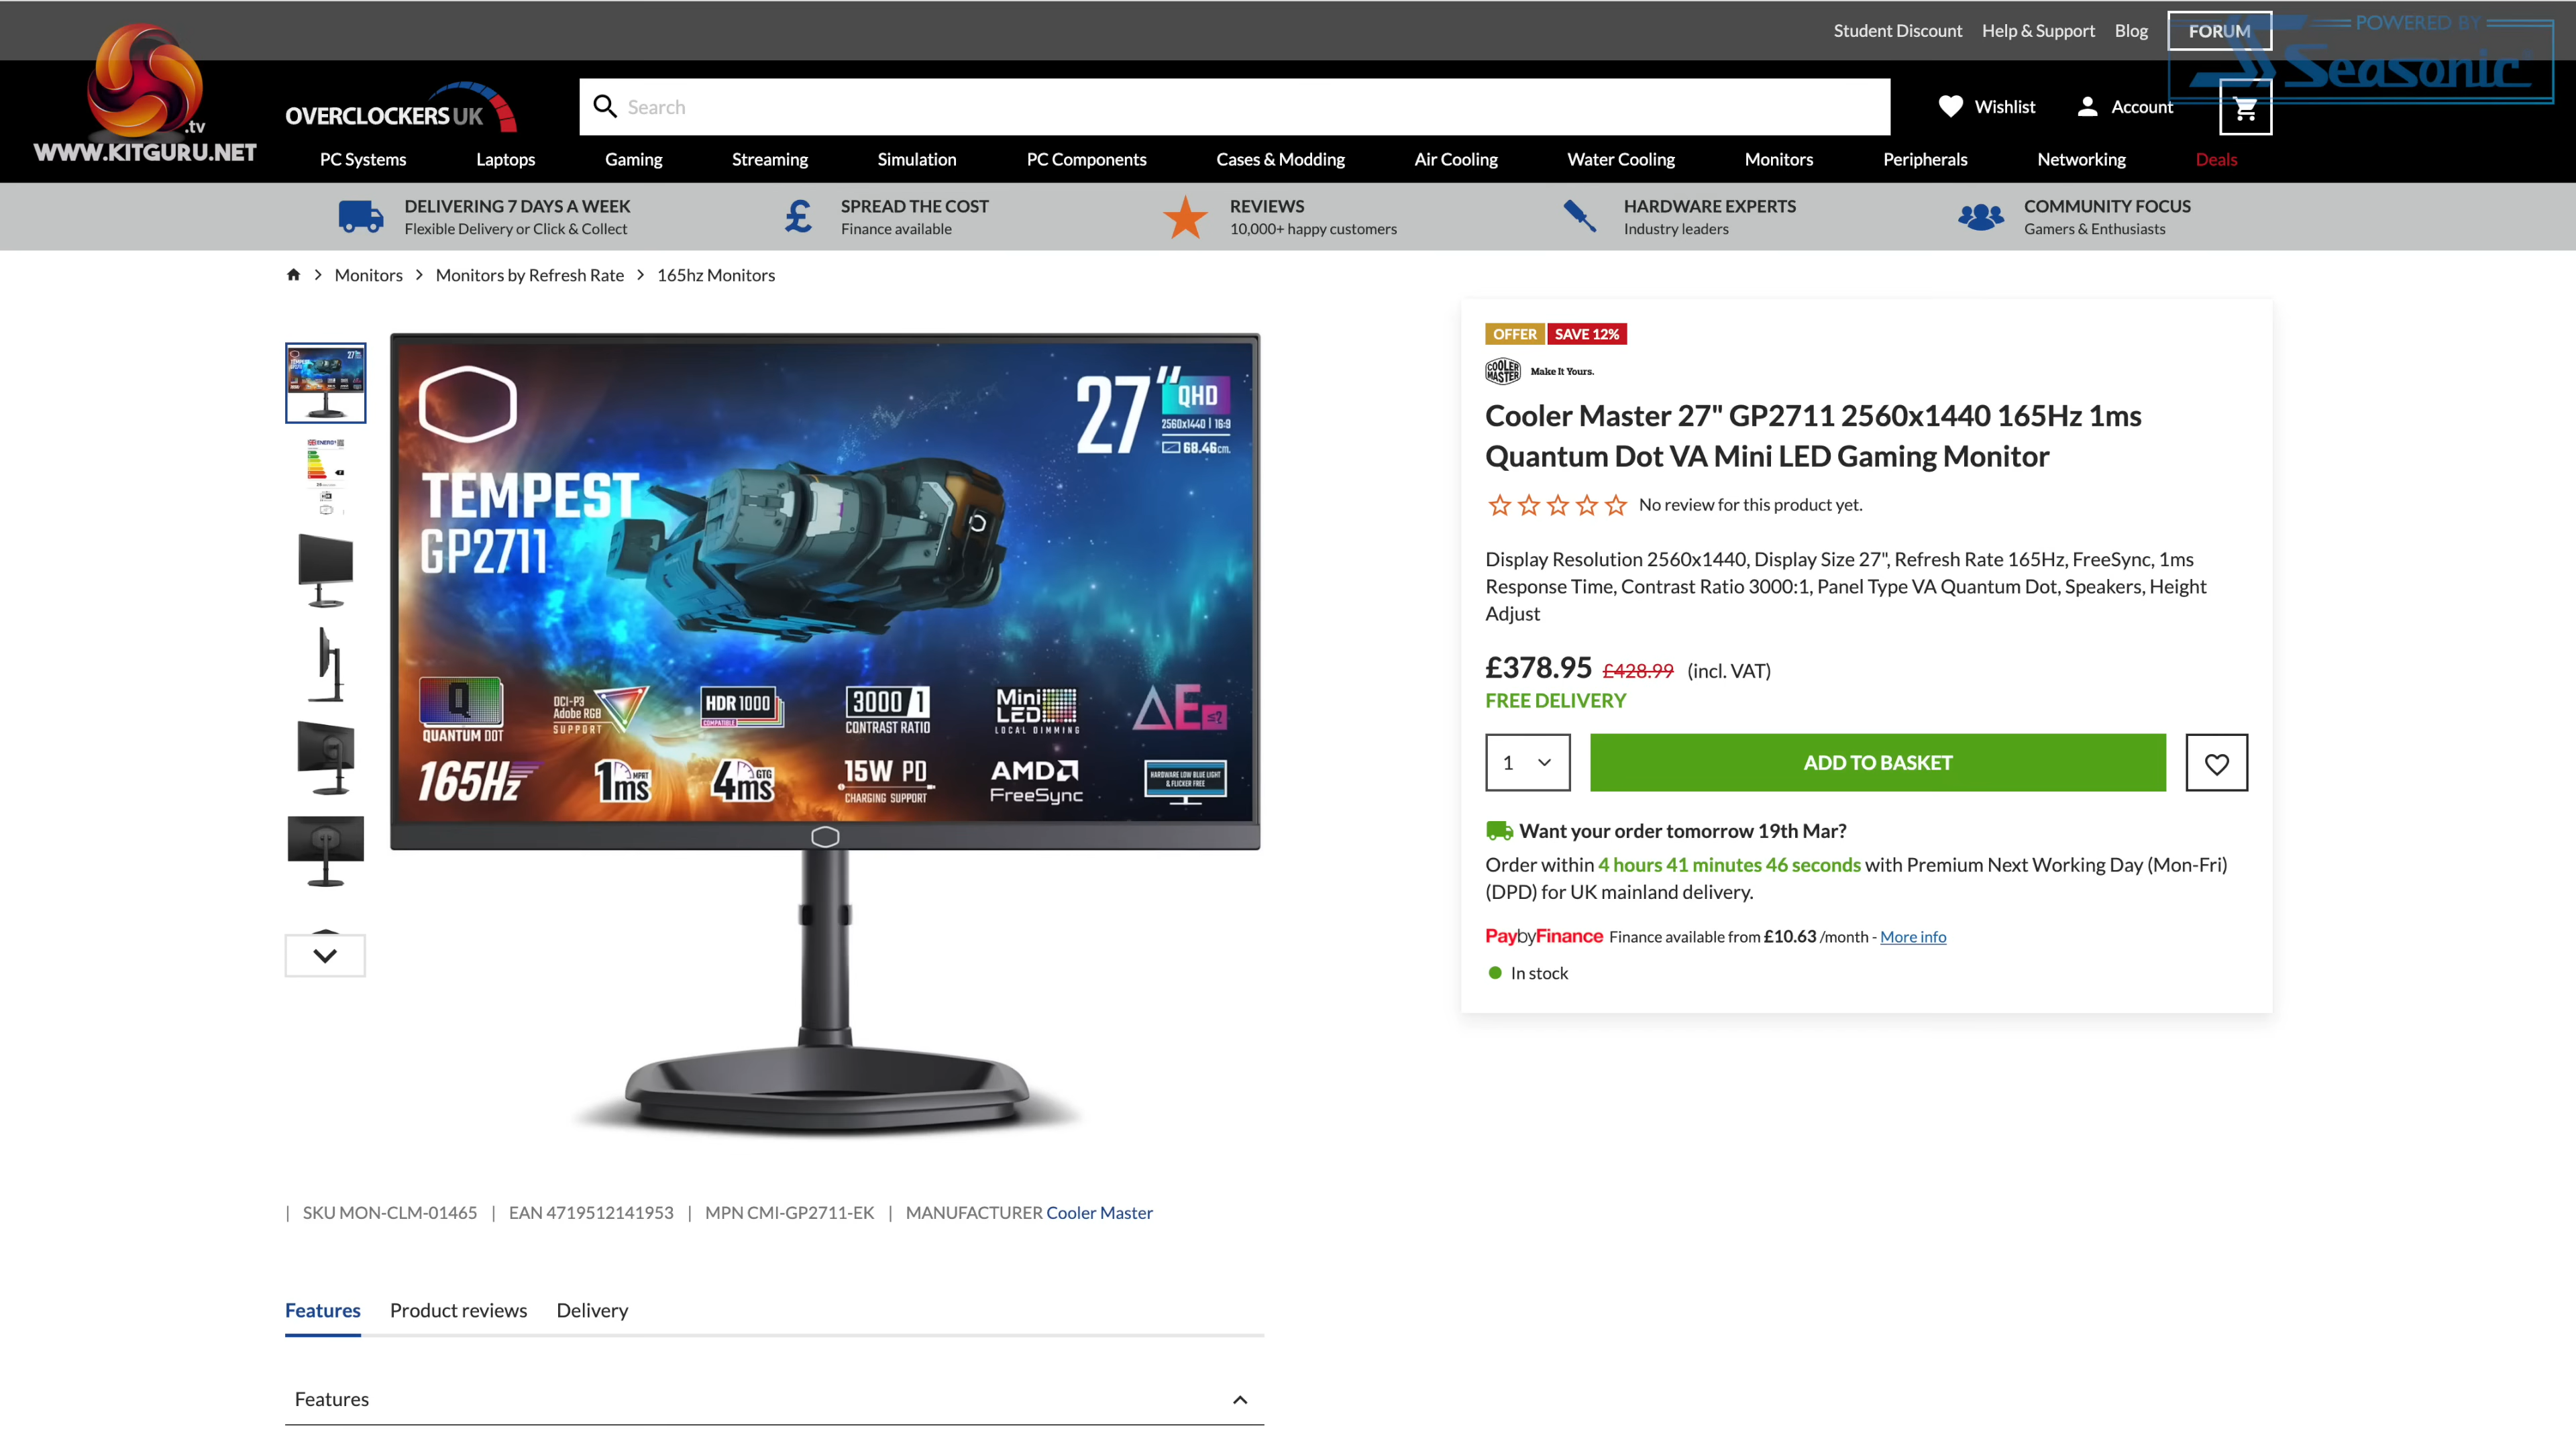 Student Discount Help & Support Blog FORUM
POWERED BY
Seasonic
.tv
WWW.KITGURU.NET
OVERCLOCKERS UK
Search
Wishlist Account
PC Systems Laptops Gaming Streaming Simulation PC Components Cases & Modding Air Cooling Water Cooling Monitors Peripherals Networking Deals
DELIVERING 7 DAYS A WEEK
Flexible Delivery or Click & Collect
SPREAD THE COST
Finance available
REVIEWS
10,000+ happy customers
HARDWARE EXPERTS
Industry leaders
COMMUNITY FOCUS
Gamers & Enthusiasts
Monitors > Monitors by Refresh Rate > 165hz Monitors
27" QHD
2560x1440 | 16:9
68.46cm.
TEMPEST
GP2711
Q
QUANTUM DOT
DCI-P3
Adobe RGB
SUPPORT
HDR 1000
COMPATIBLE
3000/1
CONTRAST RATIO
Mini
LED
LOCAL DIMMING
ΔE≤2
165Hz
1ms MPRT
4ms GTG
15W PD
CHARGING SUPPORT
AMD
FreeSync
HARDWARE LOW BLUE LIGHT
& FLICKER FREE
OFFER SAVE 12%
COOLER
MASTER
Make It Yours.
Cooler Master 27" GP2711 2560x1440 165Hz 1ms
Quantum Dot VA Mini LED Gaming Monitor
No review for this product yet.
Display Resolution 2560x1440, Display Size 27", Refresh Rate 165Hz, FreeSync, 1ms
Response Time, Contrast Ratio 3000:1, Panel Type VA Quantum Dot, Speakers, Height
Adjust
£378.95 £428.99 (incl. VAT)
FREE DELIVERY
1 ADD TO BASKET
Want your order tomorrow 19th Mar?
Order within 4 hours 41 minutes 46 seconds with Premium Next Working Day (Mon-Fri)
(DPD) for UK mainland delivery.
PaybyFinance Finance available from £10.63 /month - More info
In stock
| SKU MON-CLM-01465 | EAN 4719512141953 | MPN CMI-GP2711-EK | MANUFACTURER Cooler Master
Features Product reviews Delivery
Features